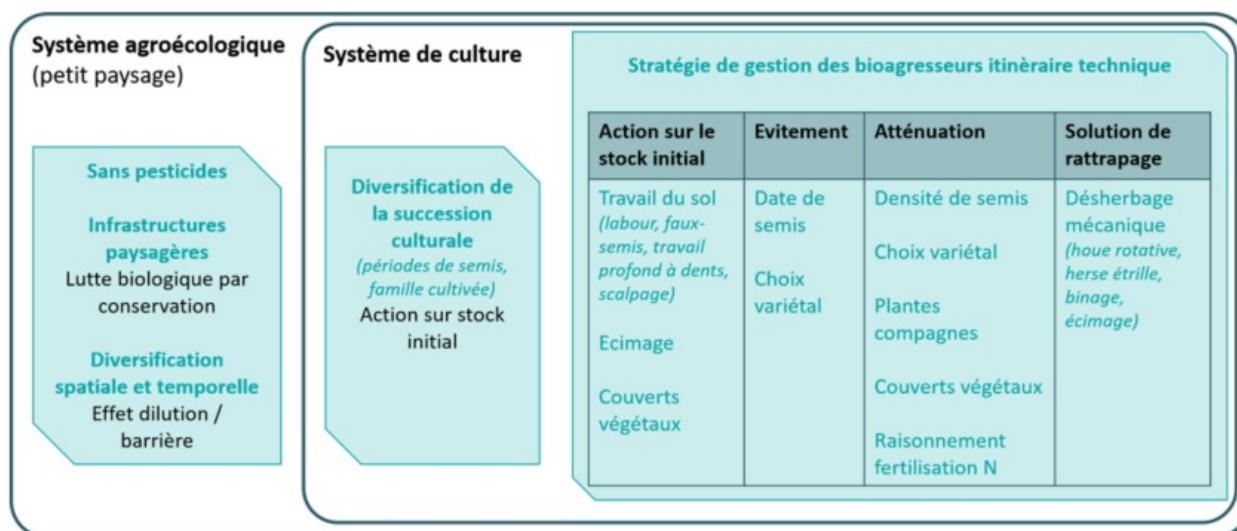 Système agroécologique
(petit paysage)
Sans pesticides
Infrastructures
paysagères
Lutte biologique par
conservation
Diversification
spatiale et temporelle
Effet dilution /
barrière
Système de culture
Diversification de
la succession
culturale
(périodes de semis,
famille cultivée)
Action sur stock
initial
Stratégie de gestion des bioagresseurs itinèraire technique
Action sur le
stock initial
Travail du sol
(labour, faux-
semis, travail
profond à dents,
scalpage)
Ecimage
Couverts
végétaux
Evitement
Date de
semis
Choix
variétal
Atténuation
Densité de semis
Choix variétal
Plantes
compagnes
Couverts végétaux
Raisonnement
fertilisation N
Solution de
rattrapage
Désherbage
mécanique
(houe rotative,
herse étrille,
binage,
écimage)